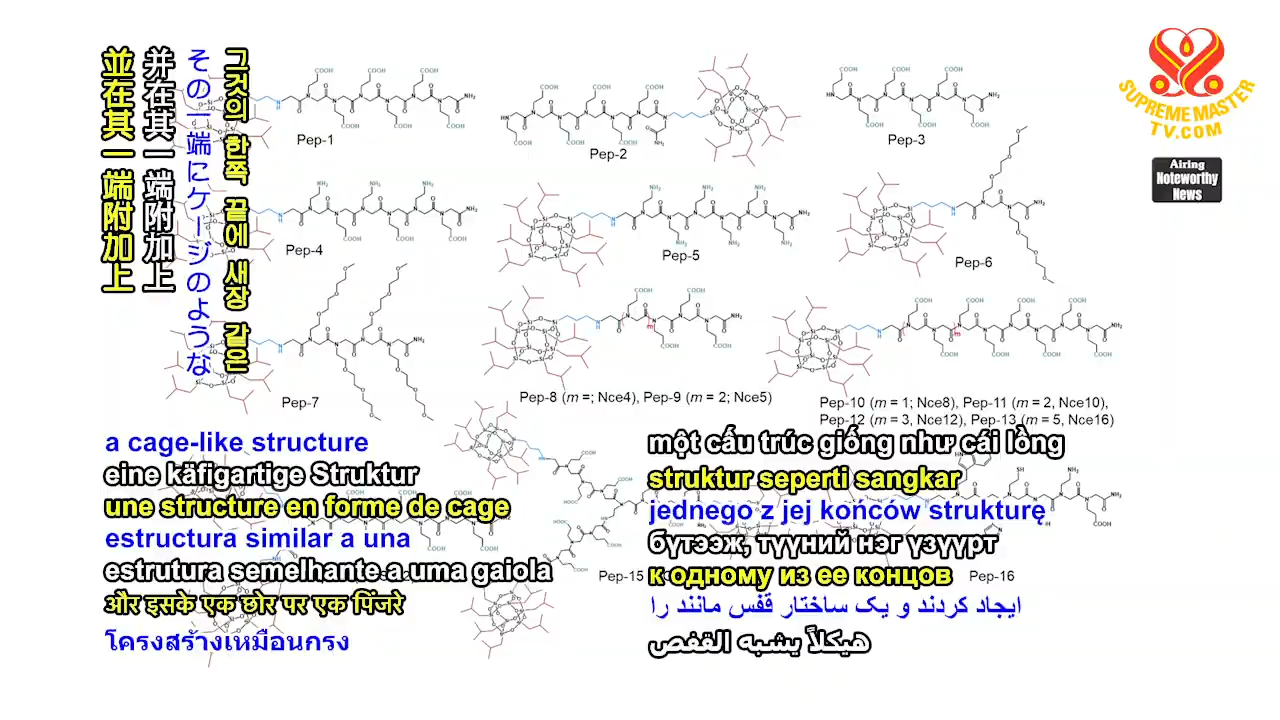 並在其一端附加上
并在其一端附加上
その一端にケージのような
그것의 한쪽 끝에 새장 같은
SUPREME MASTER
TV.COM
Airing
Noteworthy
News
Pep-1
Pep-2
Pep-3
Pep-4
Pep-5
Pep-6
Pep-7
Pep-8 (m =; Nce4), Pep-9 (m = 2; Nce5)
Pep-10 (m = 1; Nce8), Pep-11 (m = 2, Nce10),
Pep-12 (m = 3, Nce12), Pep-13 (m = 5, Nce16)
Pep-15
Pep-16
a cage-like structure
eine käfigartige Struktur
une structure en forme de cage
estructura similar a una
estrutura semelhante a uma gaiola
और इसके एक छोर पर एक पिंजरे
โครงสร้างเหมือนกรง
một cấu trúc giống như cái lồng
struktur seperti sangkar
jednego z jej końców strukturę
бүтээж, түүний нэг үзүүрт
к одному из ее концов
ایجاد کردند و یک ساختار قفس مانند را
هيكلاً يشبه القفص